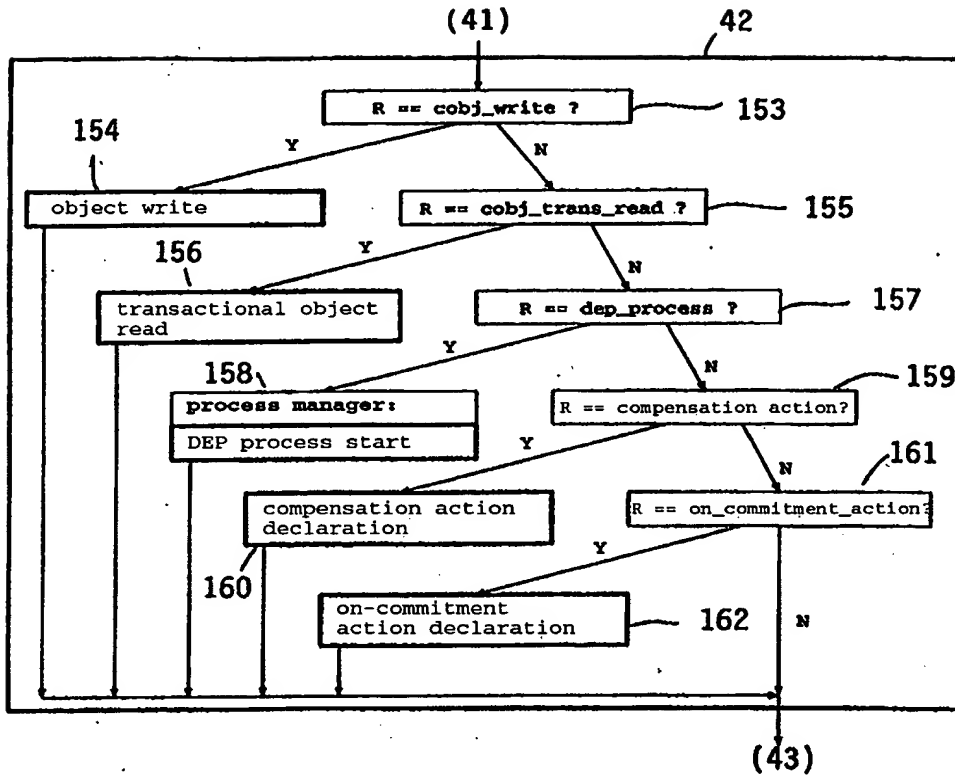 (41)
42
R == cobj_write ?
153
154
Y
N
object write
R == cobj_trans_read ?
155
156
Y
N
transactional object
read
R == dep_process ?
157
158
Y
N
159
process manager:
DEP process start
R == compensation action?
Y
N
161
compensation action
declaration
R == on_commitment_action?
160
Y
on-commitment
action declaration
162
N
(43)